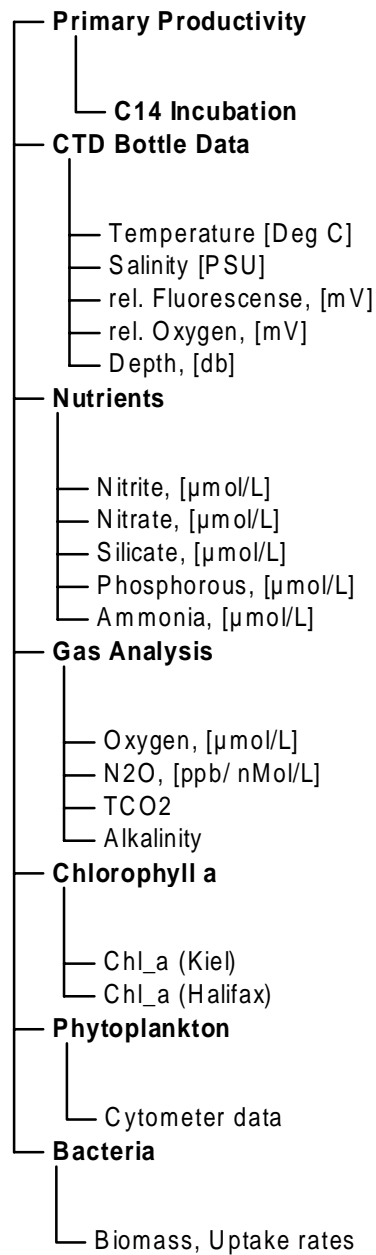 Primary Productivity
C14 Incubation
CTD Bottle Data
Temperature [Deg C]
Salinity [PSU]
rel. Fluorescense, [mV]
rel. Oxygen, [mV]
Depth, [db]
Nutrients
Nitrite, [µmol/L]
Nitrate, [µmol/L]
Silicate, [µmol/L]
Phosphorous, [µmol/L]
Ammonia, [µmol/L]
Gas Analysis
Oxygen, [µmol/L]
N2O, [ppb/ nMol/L]
TCO2
Alkalinity
Chlorophyll a
Chl_a (Kiel)
Chl_a (Halifax)
Phytoplankton
Cytometer data
Bacteria
Biomass, Uptake rates